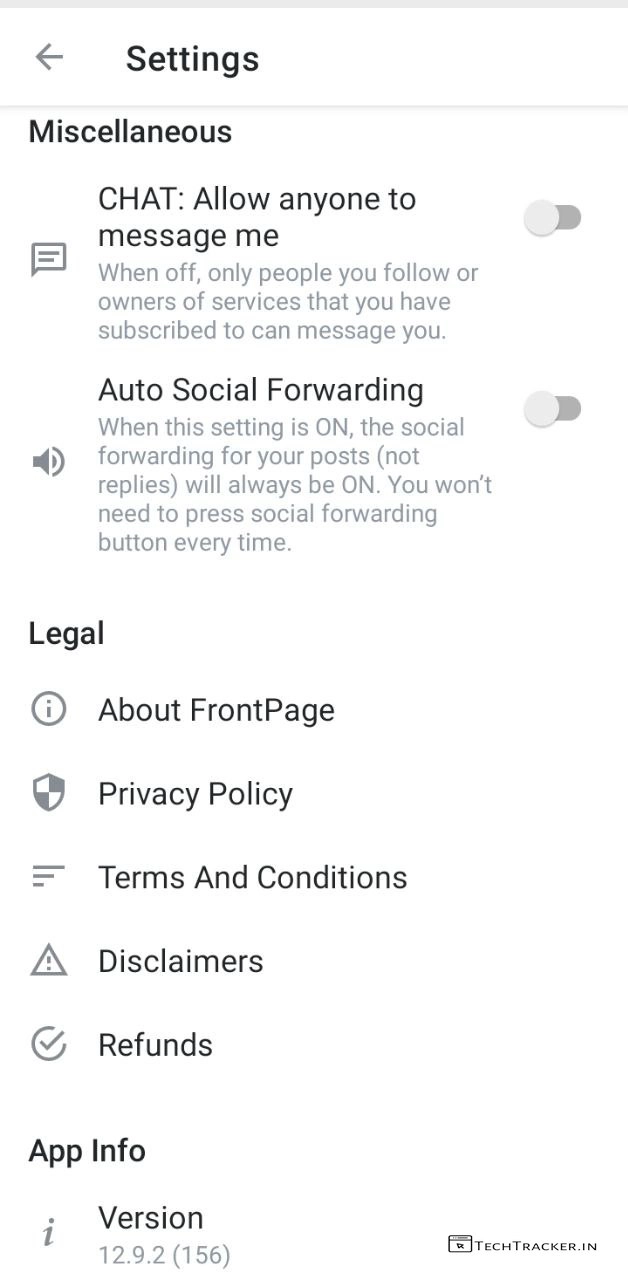 Settings
Miscellaneous
CHAT: Allow anyone to
message me
When off, only people you follow or
owners of services that you have
subscribed to can message you.
Auto Social Forwarding
When this setting is ON, the social
forwarding for your posts (not
replies) will always be ON. You won’t
need to press social forwarding
button every time.
Legal
About FrontPage
Privacy Policy
Terms And Conditions
Disclaimers
Refunds
App Info
Version
12.9.2 (156)
TECHTRACKER.IN